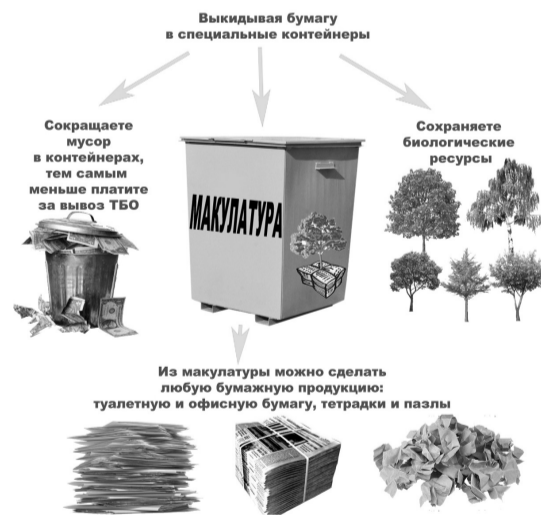 Выкидывая бумагу
в специальные контейнеры
Сокращаете
мусор
в контейнерах,
тем самым
меньше платите
за вывоз ТБО
МАКУЛАТУРА
Сохраняете
биологические
ресурсы
Из макулатуры можно сделать
любую бумажную продукцию:
туалетную и офисную бумагу, тетрадки и пазлы